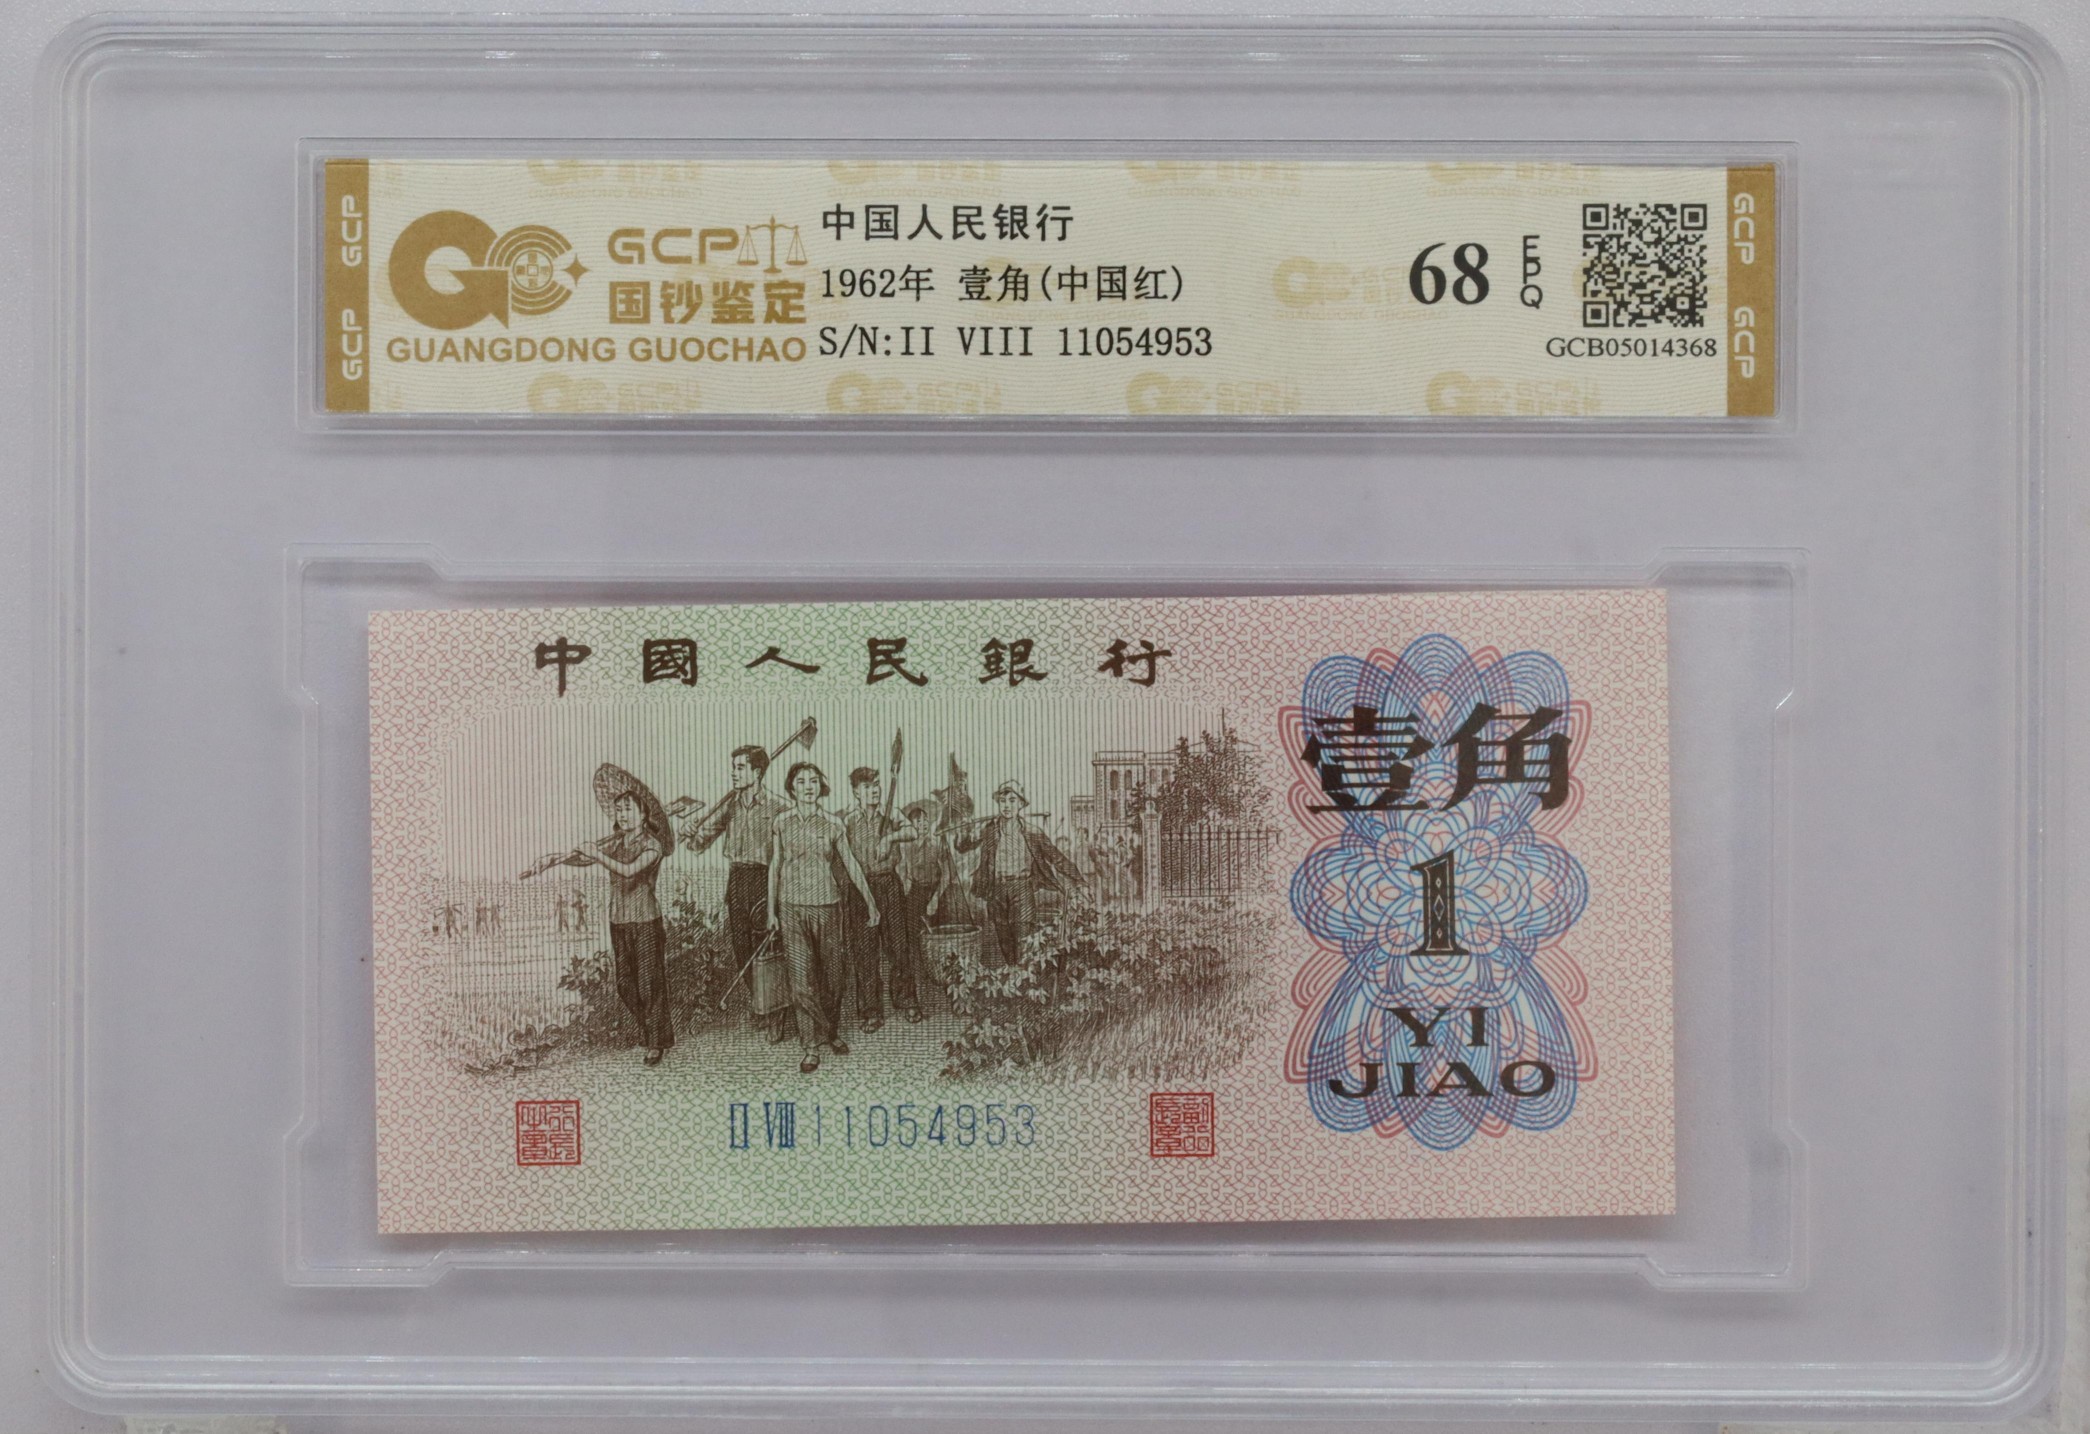 GCP
GCP
GCP
国钞鉴定
GUANGDONG GUOCHAO
中国人民银行
1962年 壹角(中国红)
S/N:II VIII 11054953
68
EPQ
GCB05014368
GCP
GCP
中國人民銀行
壹角
1
YI
JIAO
II VIII 11054953